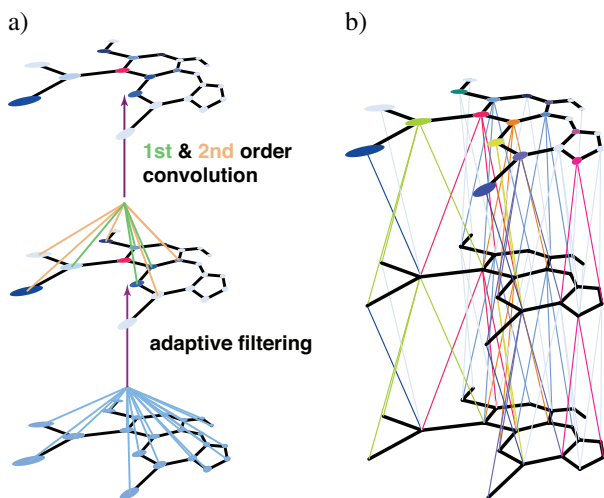 a)
b)
1st & 2nd order
convolution
adaptive filtering